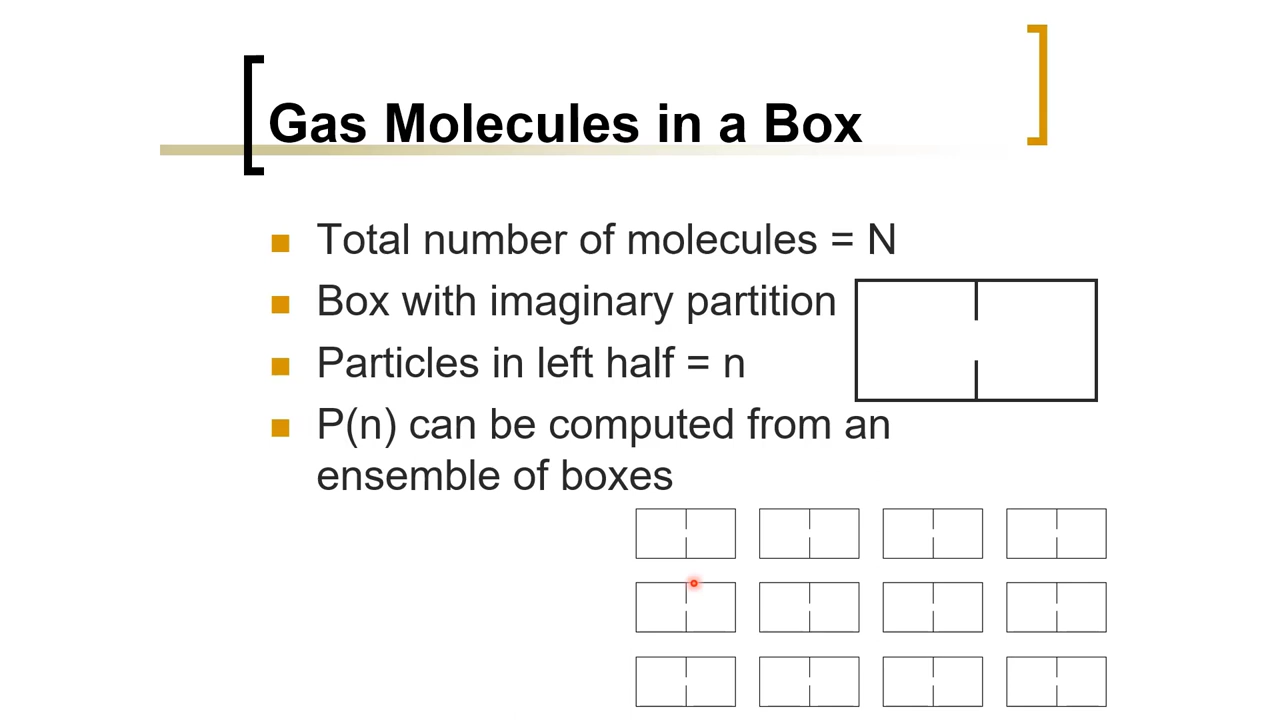 Gas Molecules in a Box
Total number of molecules = N
Box with imaginary partition
Particles in left half = n
P(n) can be computed from an
ensemble of boxes